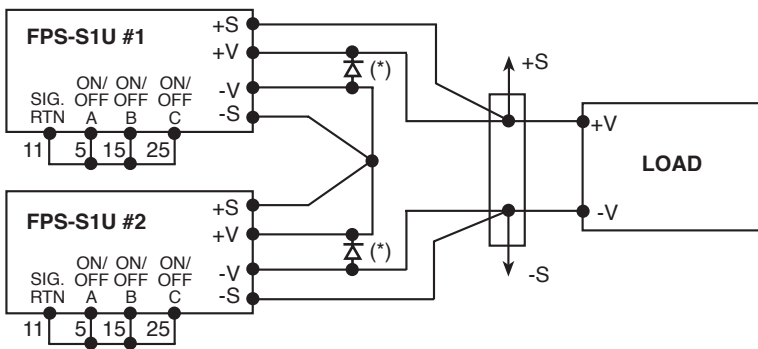 FPS-S1U #1
+S
+V
-V
-S
ON/ ON/ ON/
SIG. OFF OFF OFF
RTN A B C
11 5 15 25
(*)
+S
+V
LOAD
-V
-S
FPS-S1U #2
+S
+V
-V
-S
ON/ ON/ ON/
SIG. OFF OFF OFF
RTN A B C
11 5 15 25
(*)